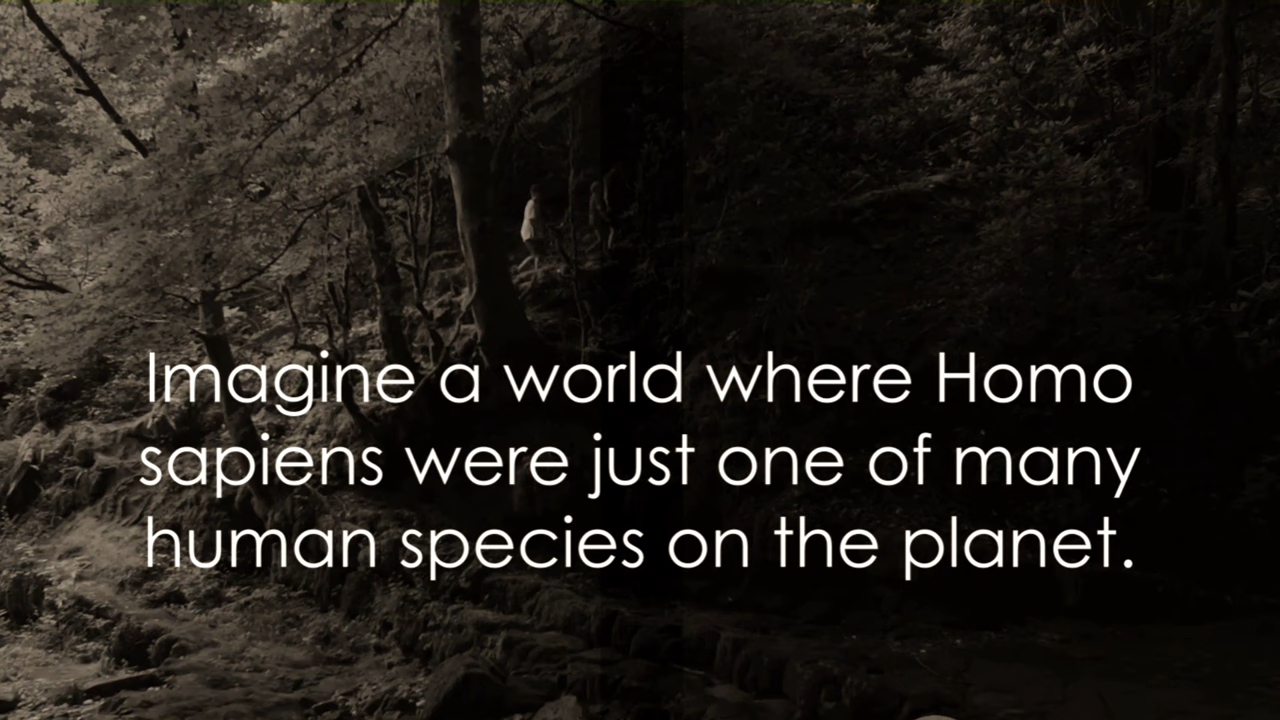 Imagine a world where Homo
sapiens were just one of many
human species on the planet.